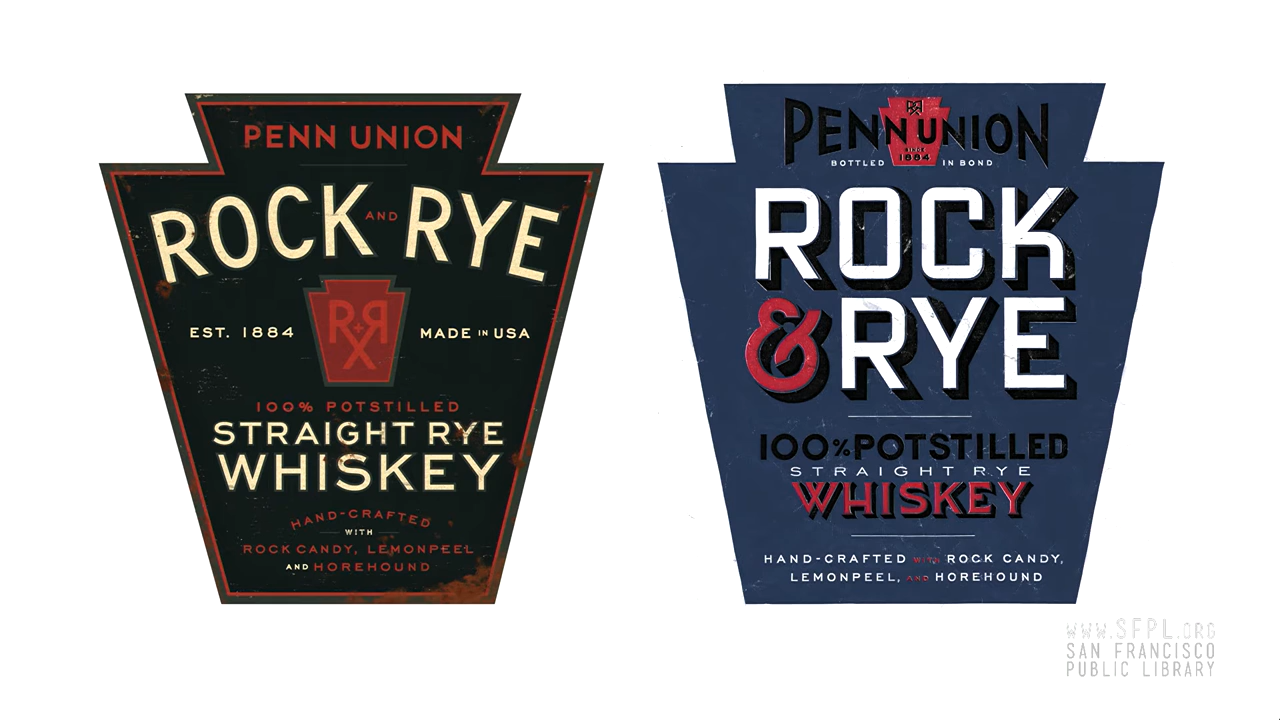 PENN UNION
ROCK AND RYE
RR
X
EST. 1884
MADE IN USA
100% POTSTILLED
STRAIGHT RYE
WHISKEY
HAND-CRAFTED
WITH
ROCK CANDY, LEMONPEEL
AND HOREHOUND
PENN UNION
SINCE
1884
BOTTLED IN BOND
ROCK
& RYE
100% POTSTILLED
STRAIGHT RYE
WHISKEY
HAND-CRAFTED WITH ROCK CANDY,
LEMONPEEL, AND HOREHOUND
WWW.SFPL.ORG
SAN FRANCISCO
PUBLIC LIBRARY